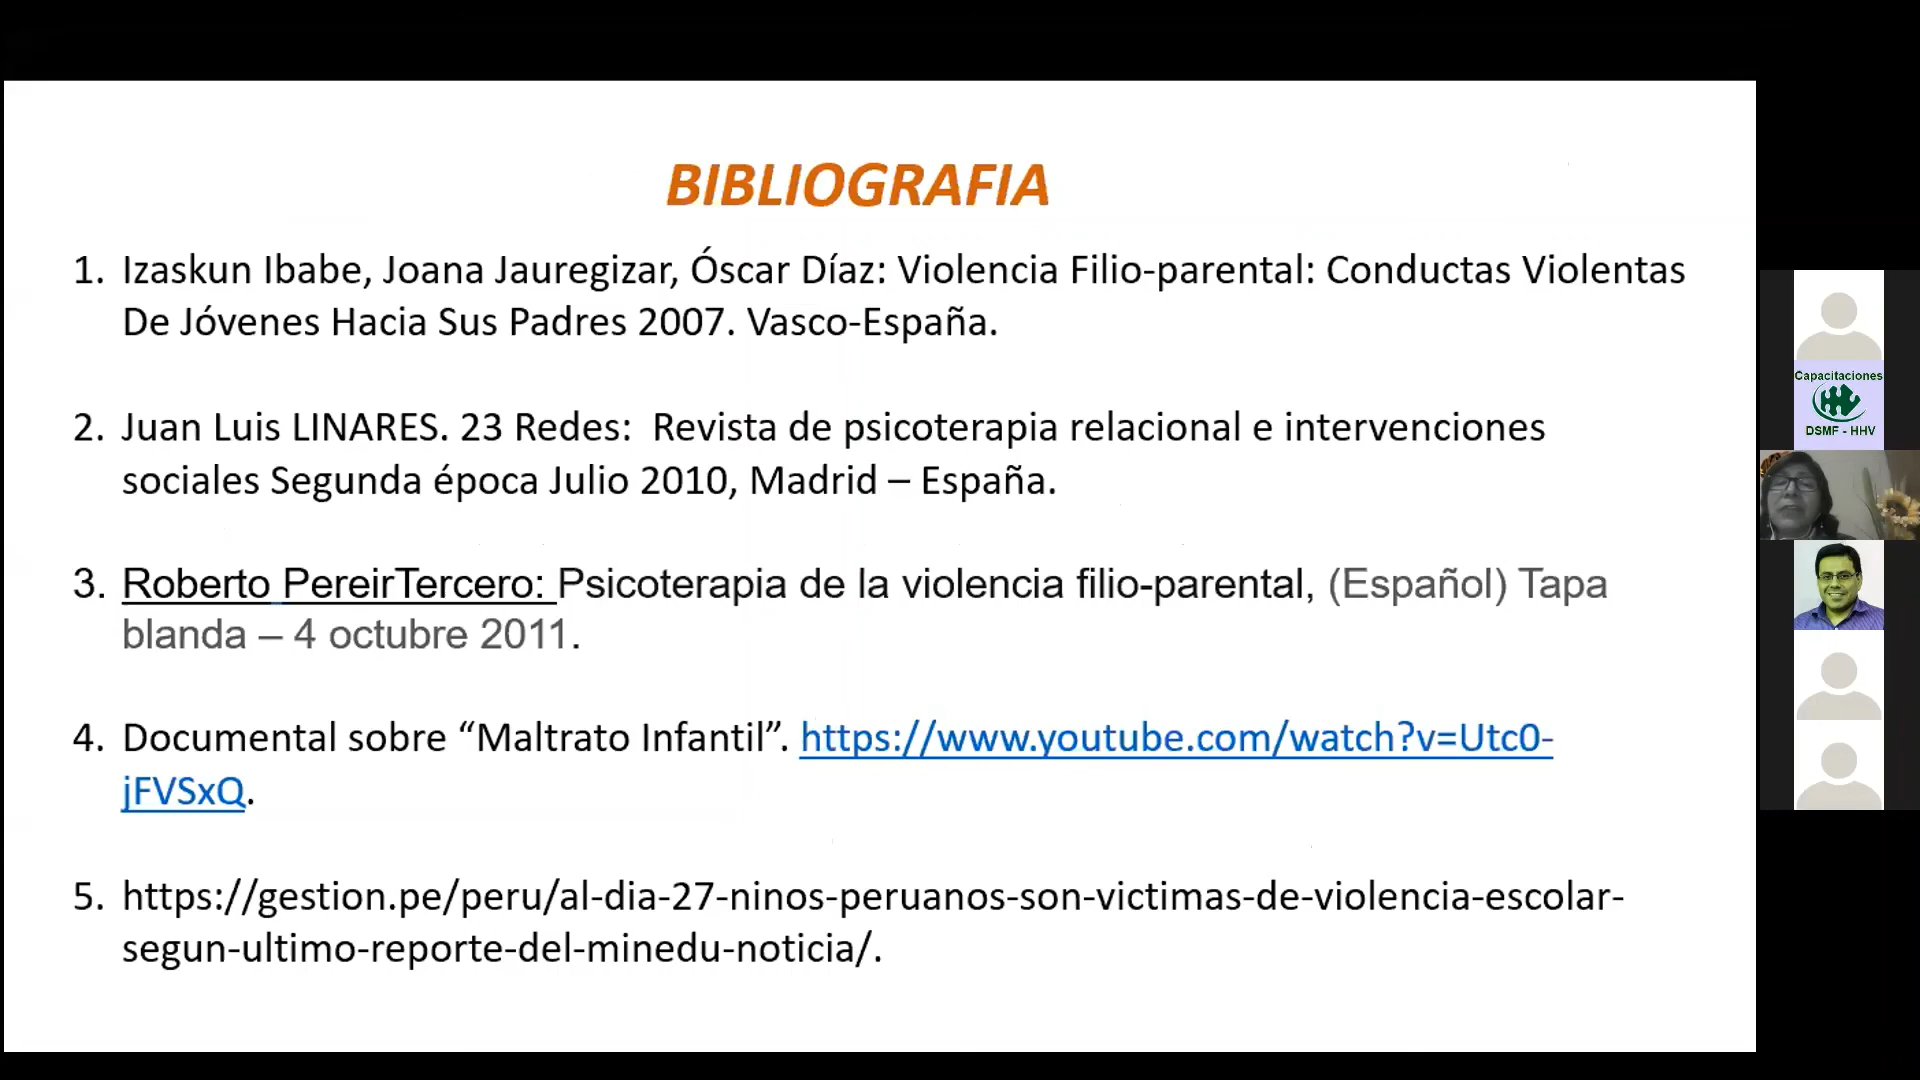 BIBLIOGRAFIA
1. Izaskun Ibabe, Joana Jauregizar, Óscar Díaz: Violencia Filio-parental: Conductas Violentas
De Jóvenes Hacia Sus Padres 2007. Vasco-España.
2. Juan Luis LINARES. 23 Redes: Revista de psicoterapia relacional e intervenciones
sociales Segunda época Julio 2010, Madrid – España.
3. Roberto PereirTercero: Psicoterapia de la violencia filio-parental, (Español) Tapa
blanda – 4 octubre 2011.
4. Documental sobre “Maltrato Infantil”. https://www.youtube.com/watch?v=Utc0-
jFVSxQ.
5. https://gestion.pe/peru/al-dia-27-ninos-peruanos-son-victimas-de-violencia-escolar-
segun-ultimo-reporte-del-minedu-noticia/.
Capacitaciones
DSMF - HHV